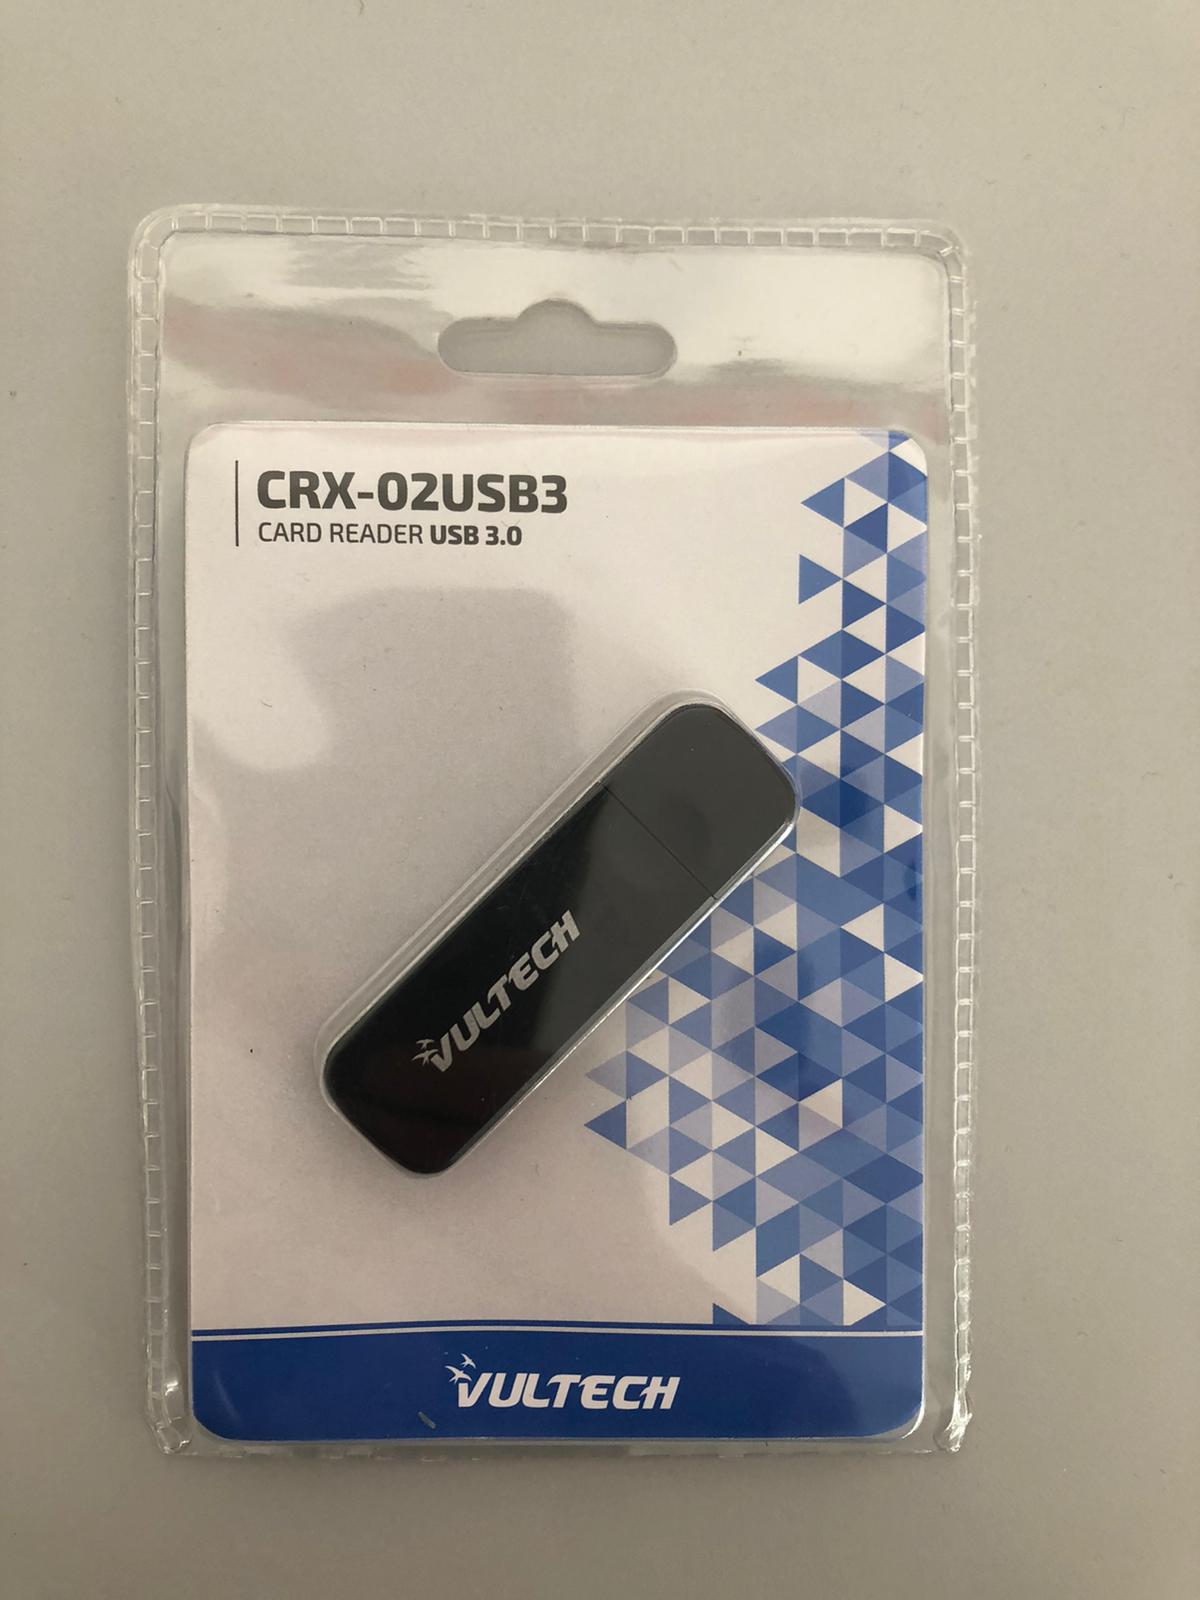 CRX-02USB3
CARD READER USB 3.0
VULTECH
VULTECH